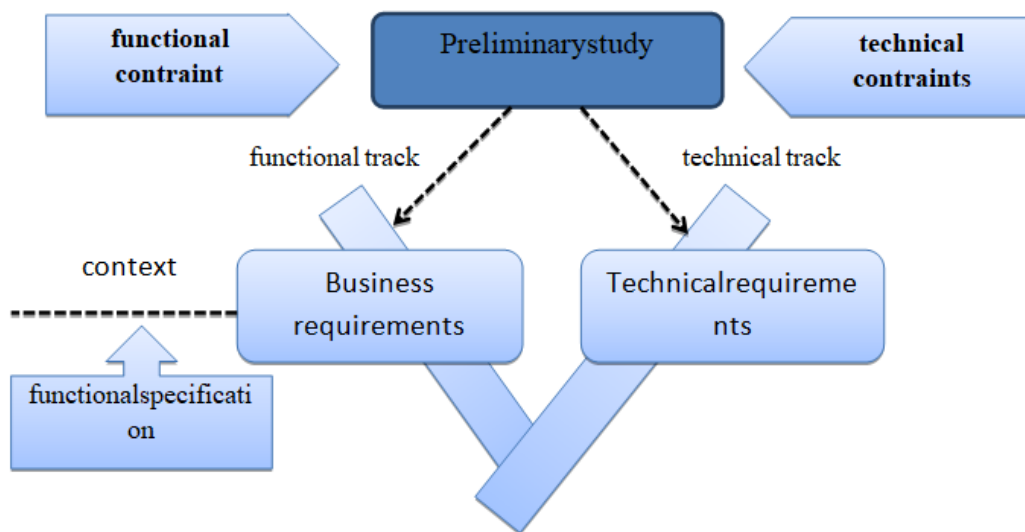 functional
contraint
Preliminarystudy
technical
contraints
functional track
technical track
context
Business
requirements
Technicalrequireme
nts
functionalspecificati
on